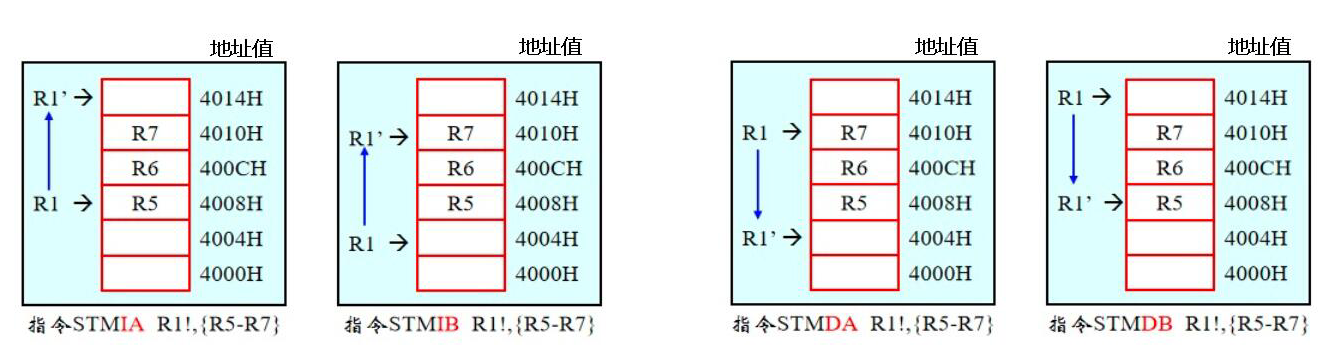 地址值
R1’ → 4014H
R7 4010H
R6 400CH
R1 → R5 4008H
4004H
4000H
指令STMIA R1!,{R5-R7}
地址值
4014H
R1’ → R7 4010H
R6 400CH
R5 4008H
R1 → 4004H
4000H
指令STMIB R1!,{R5-R7}
地址值
4014H
R1 → R7 4010H
R6 400CH
R5 4008H
R1’ → 4004H
4000H
指令STMDA R1!,{R5-R7}
地址值
R1 → 4014H
R7 4010H
R6 400CH
R1’ → R5 4008H
4004H
4000H
指令STMDB R1!,{R5-R7}